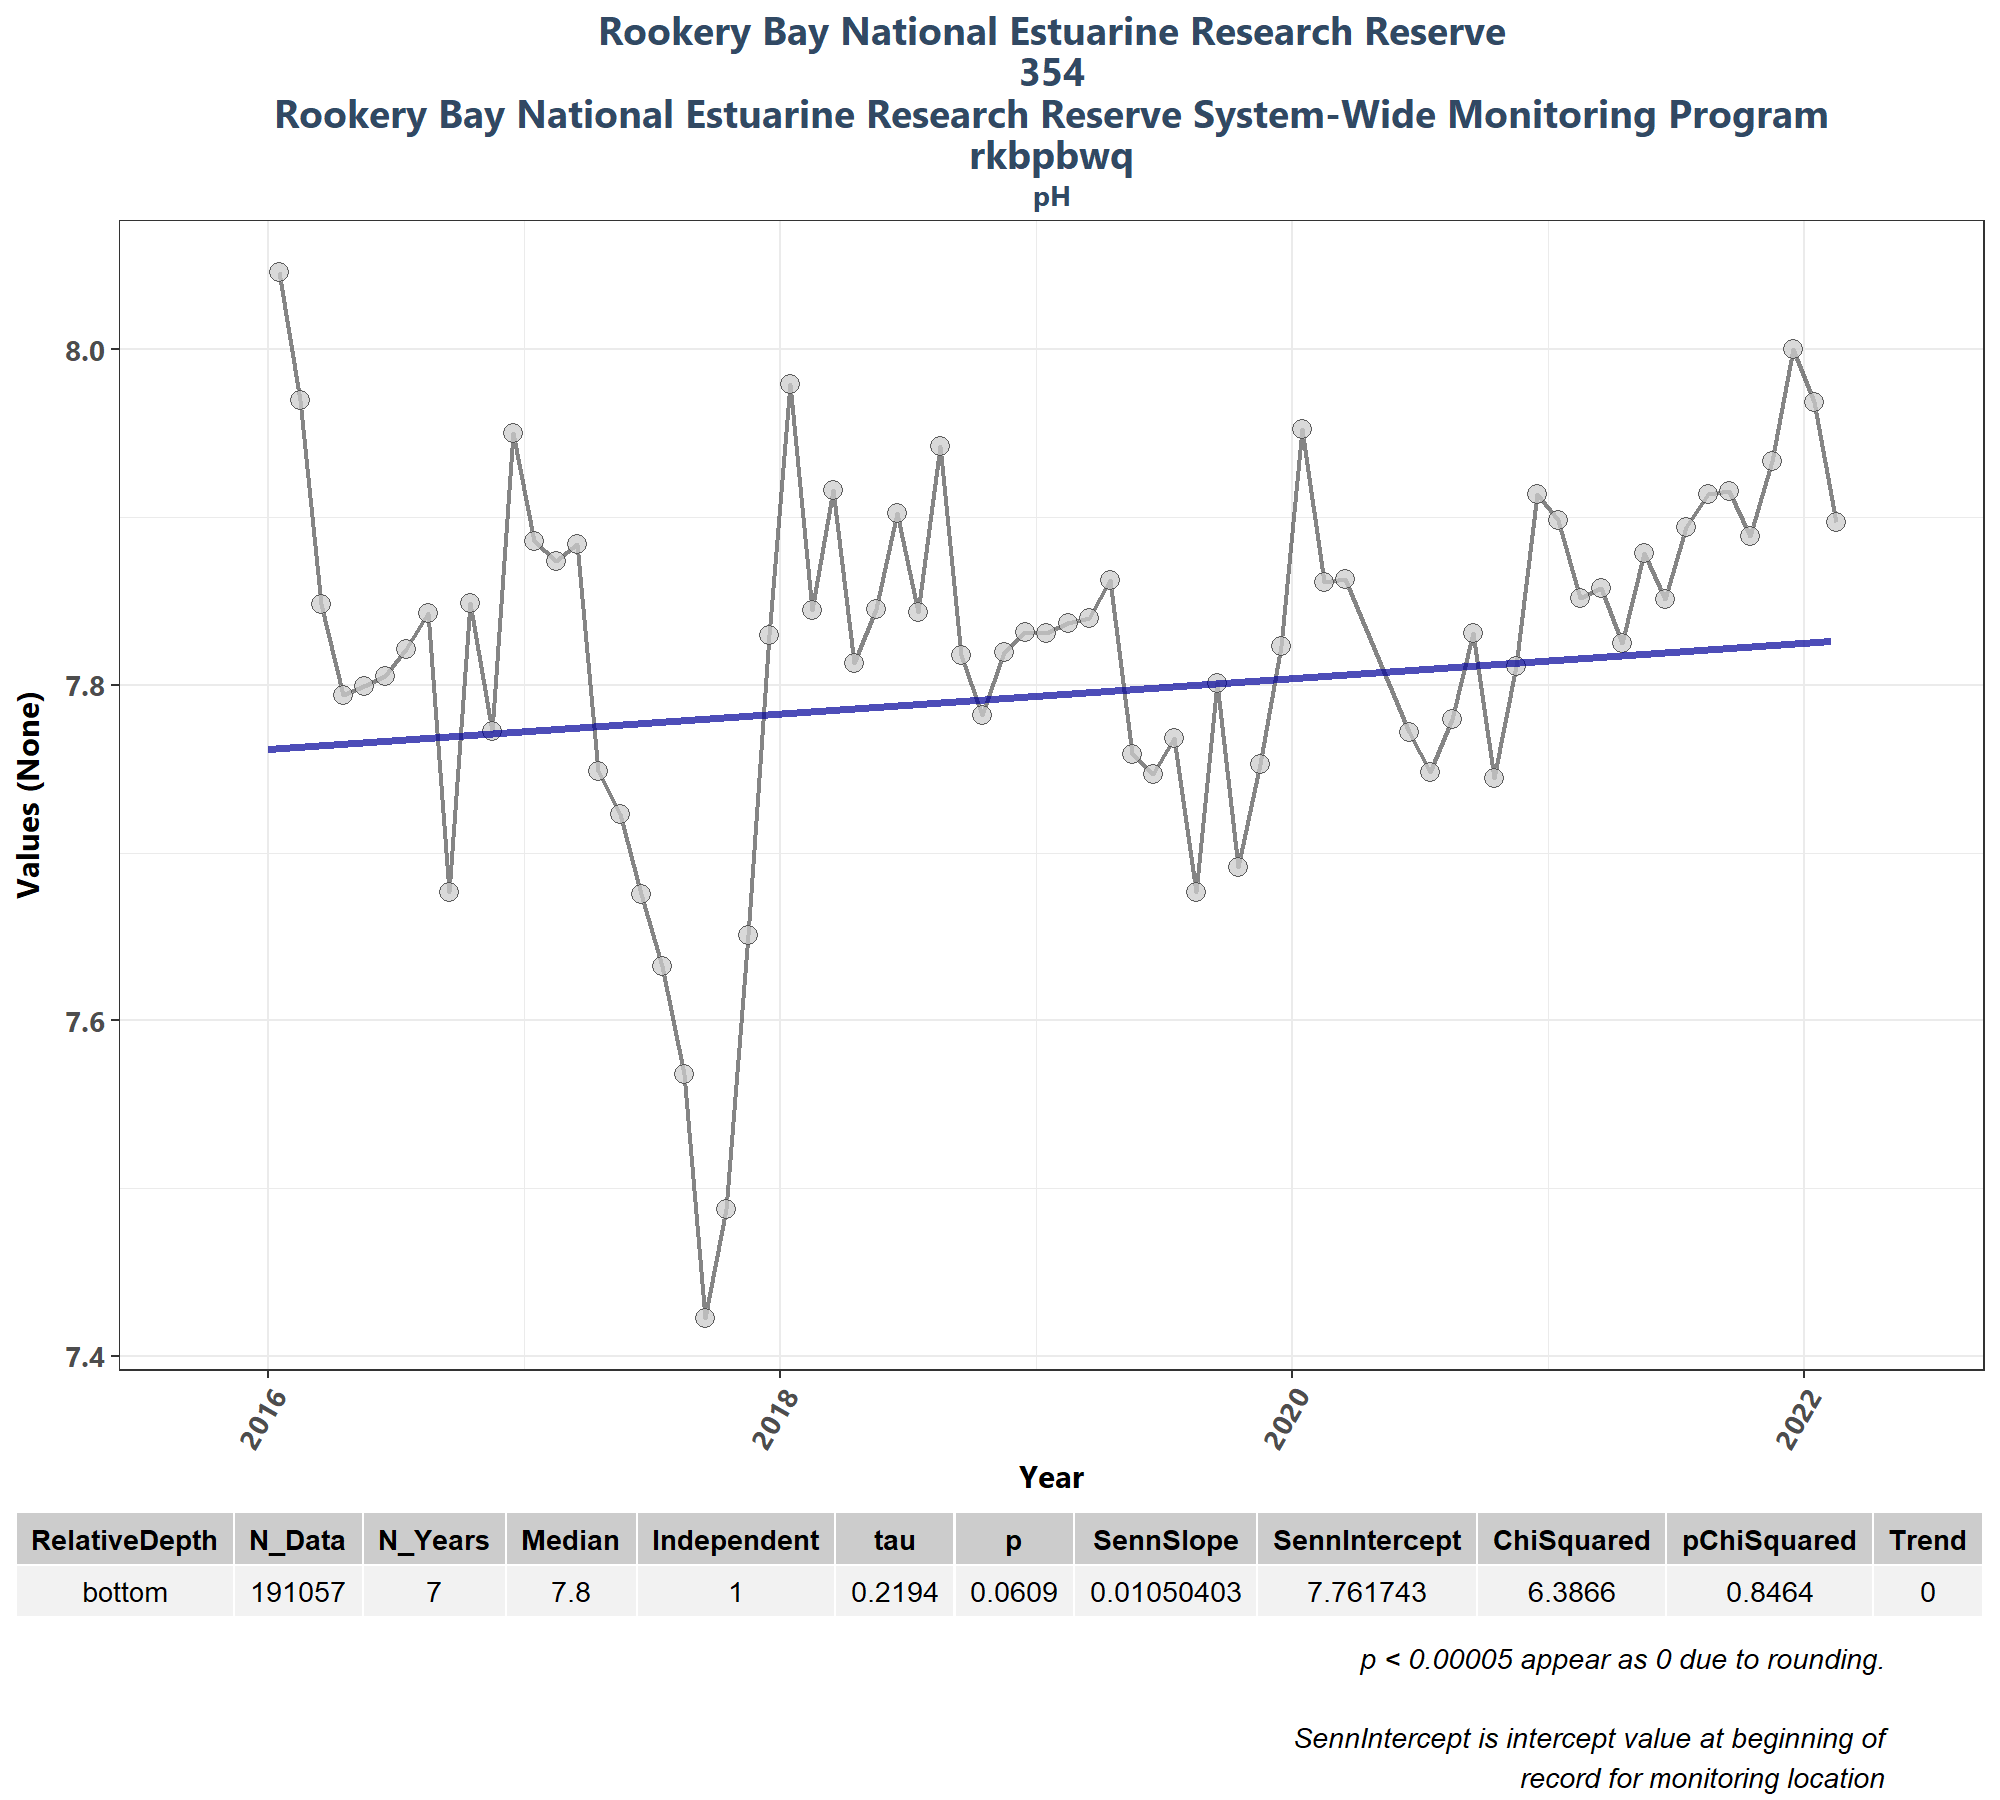 Rookery Bay National Estuarine Research Reserve
354
Rookery Bay National Estuarine Research Reserve System-Wide Monitoring Program
rkbpbwq
pH
8.0
7.8
7.6
7.4
Values (None)
2016 2018 2020 2022
Year
RelativeDepth N_Data N_Years Median Independent tau p SennSlope SennIntercept ChiSquared pChiSquared Trend
bottom 191057 7 7.8 1 0.2194 0.0609 0.01050403 7.761743 6.3866 0.8464 0
p < 0.00005 appear as 0 due to rounding.
SennIntercept is intercept value at beginning of
record for monitoring location